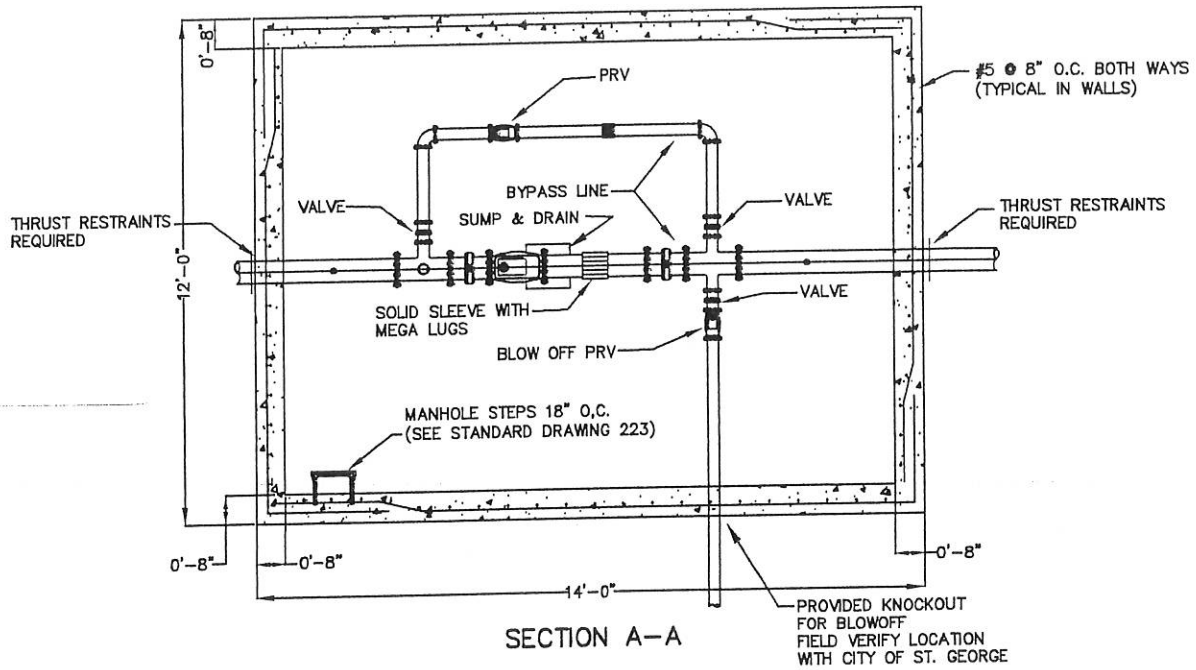 0'-8"
PRV
#5 @ 8" O.C. BOTH WAYS
(TYPICAL IN WALLS)
THRUST RESTRAINTS
REQUIRED
VALVE
BYPASS LINE
SUMP & DRAIN
VALVE
THRUST RESTRAINTS
REQUIRED
12'-0"
SOLID SLEEVE WITH
MEGA LUGS
VALVE
BLOW OFF PRV
MANHOLE STEPS 18" O,C.
(SEE STANDARD DRAWING 223)
0'-8"
0'-8"
0'-8"
14'-0"
PROVIDED KNOCKOUT
FOR BLOWOFF
FIELD VERIFY LOCATION
WITH CITY OF ST. GEORGE
SECTION A-A